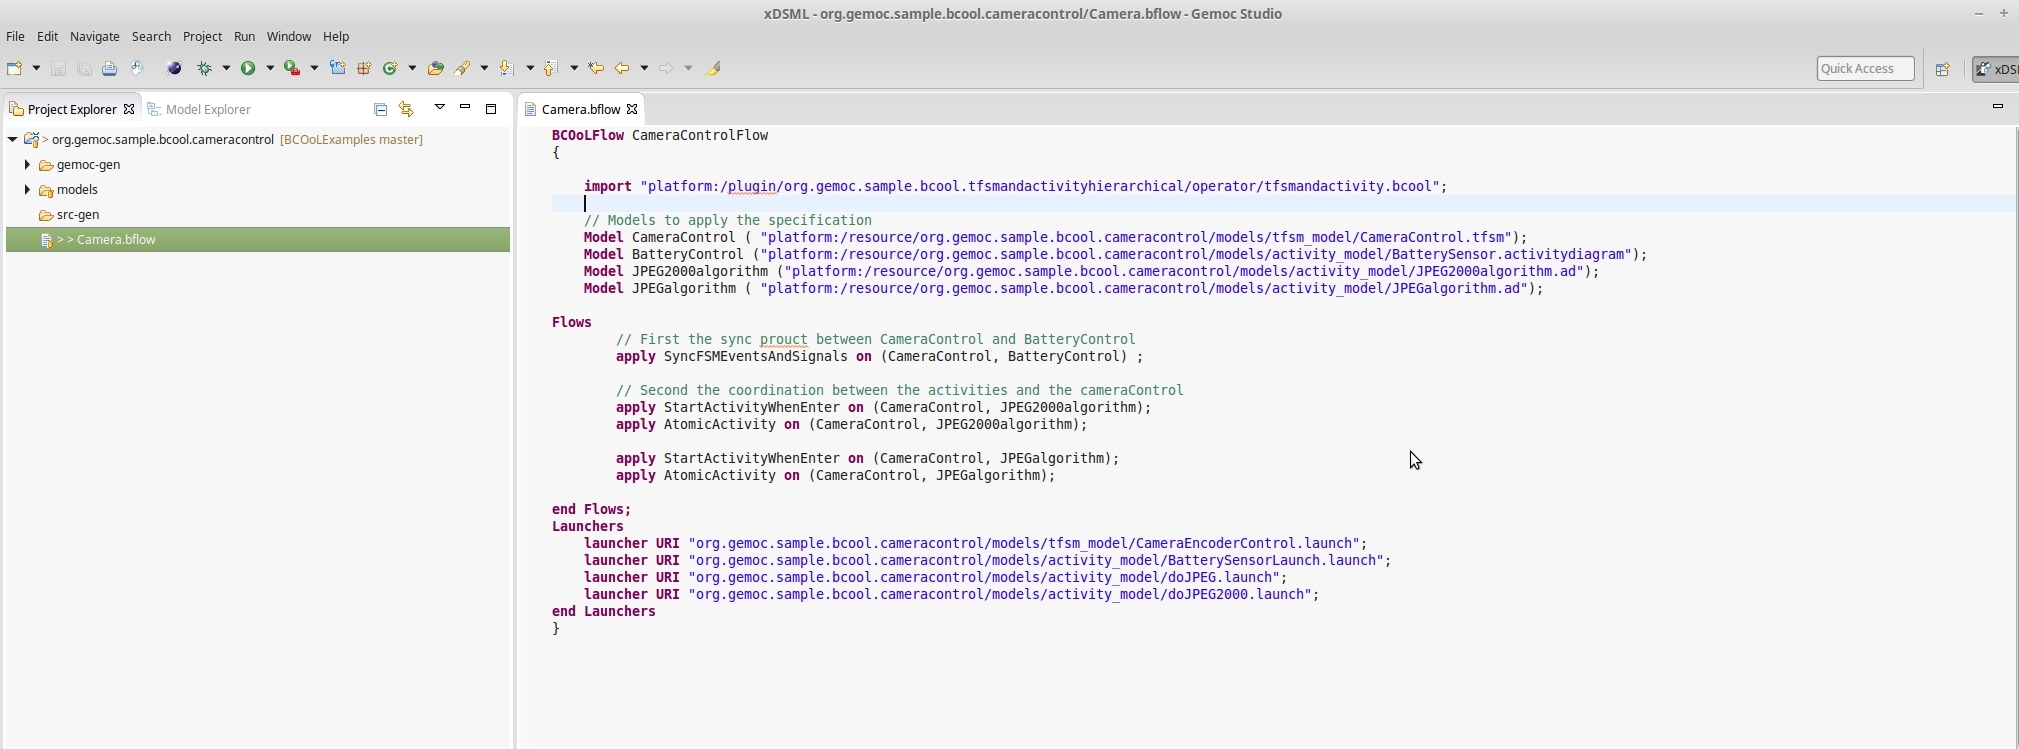 xDSML - org.gemoc.sample.bcool.cameracontrol/Camera.bflow - Gemoc Studio
File Edit Navigate Search Project Run Window Help
Quick Access
xDS
Project Explorer Model Explorer
Camera.bflow
> org.gemoc.sample.bcool.cameracontrol [BCOoLExamples master]
gemoc-gen
models
src-gen
> > Camera.bflow
BCOoLFlow CameraControlFlow
{
import "platform:/plugin/org.gemoc.sample.bcool.tfsmandactivityhierarchical/operator/tfsmandactivity.bcool";
// Models to apply the specification
Model CameraControl ( "platform:/resource/org.gemoc.sample.bcool.cameracontrol/models/tfsm_model/CameraControl.tfsm");
Model BatteryControl ("platform:/resource/org.gemoc.sample.bcool.cameracontrol/models/activity_model/BatterySensor.activitydiagram");
Model JPEG2000algorithm ("platform:/resource/org.gemoc.sample.bcool.cameracontrol/models/activity_model/JPEG2000algorithm.ad");
Model JPEGalgorithm ( "platform:/resource/org.gemoc.sample.bcool.cameracontrol/models/activity_model/JPEGalgorithm.ad");
Flows
// First the sync prouct between CameraControl and BatteryControl
apply SyncFSMEventsAndSignals on (CameraControl, BatteryControl) ;
// Second the coordination between the activities and the cameraControl
apply StartActivityWhenEnter on (CameraControl, JPEG2000algorithm);
apply AtomicActivity on (CameraControl, JPEG2000algorithm);
apply StartActivityWhenEnter on (CameraControl, JPEGalgorithm);
apply AtomicActivity on (CameraControl, JPEGalgorithm);
end Flows;
Launchers
launcher URI "org.gemoc.sample.bcool.cameracontrol/models/tfsm_model/CameraEncoderControl.launch";
launcher URI "org.gemoc.sample.bcool.cameracontrol/models/activity_model/BatterySensorLaunch.launch";
launcher URI "org.gemoc.sample.bcool.cameracontrol/models/activity_model/doJPEG.launch";
launcher URI "org.gemoc.sample.bcool.cameracontrol/models/activity_model/doJPEG2000.launch";
end Launchers
}